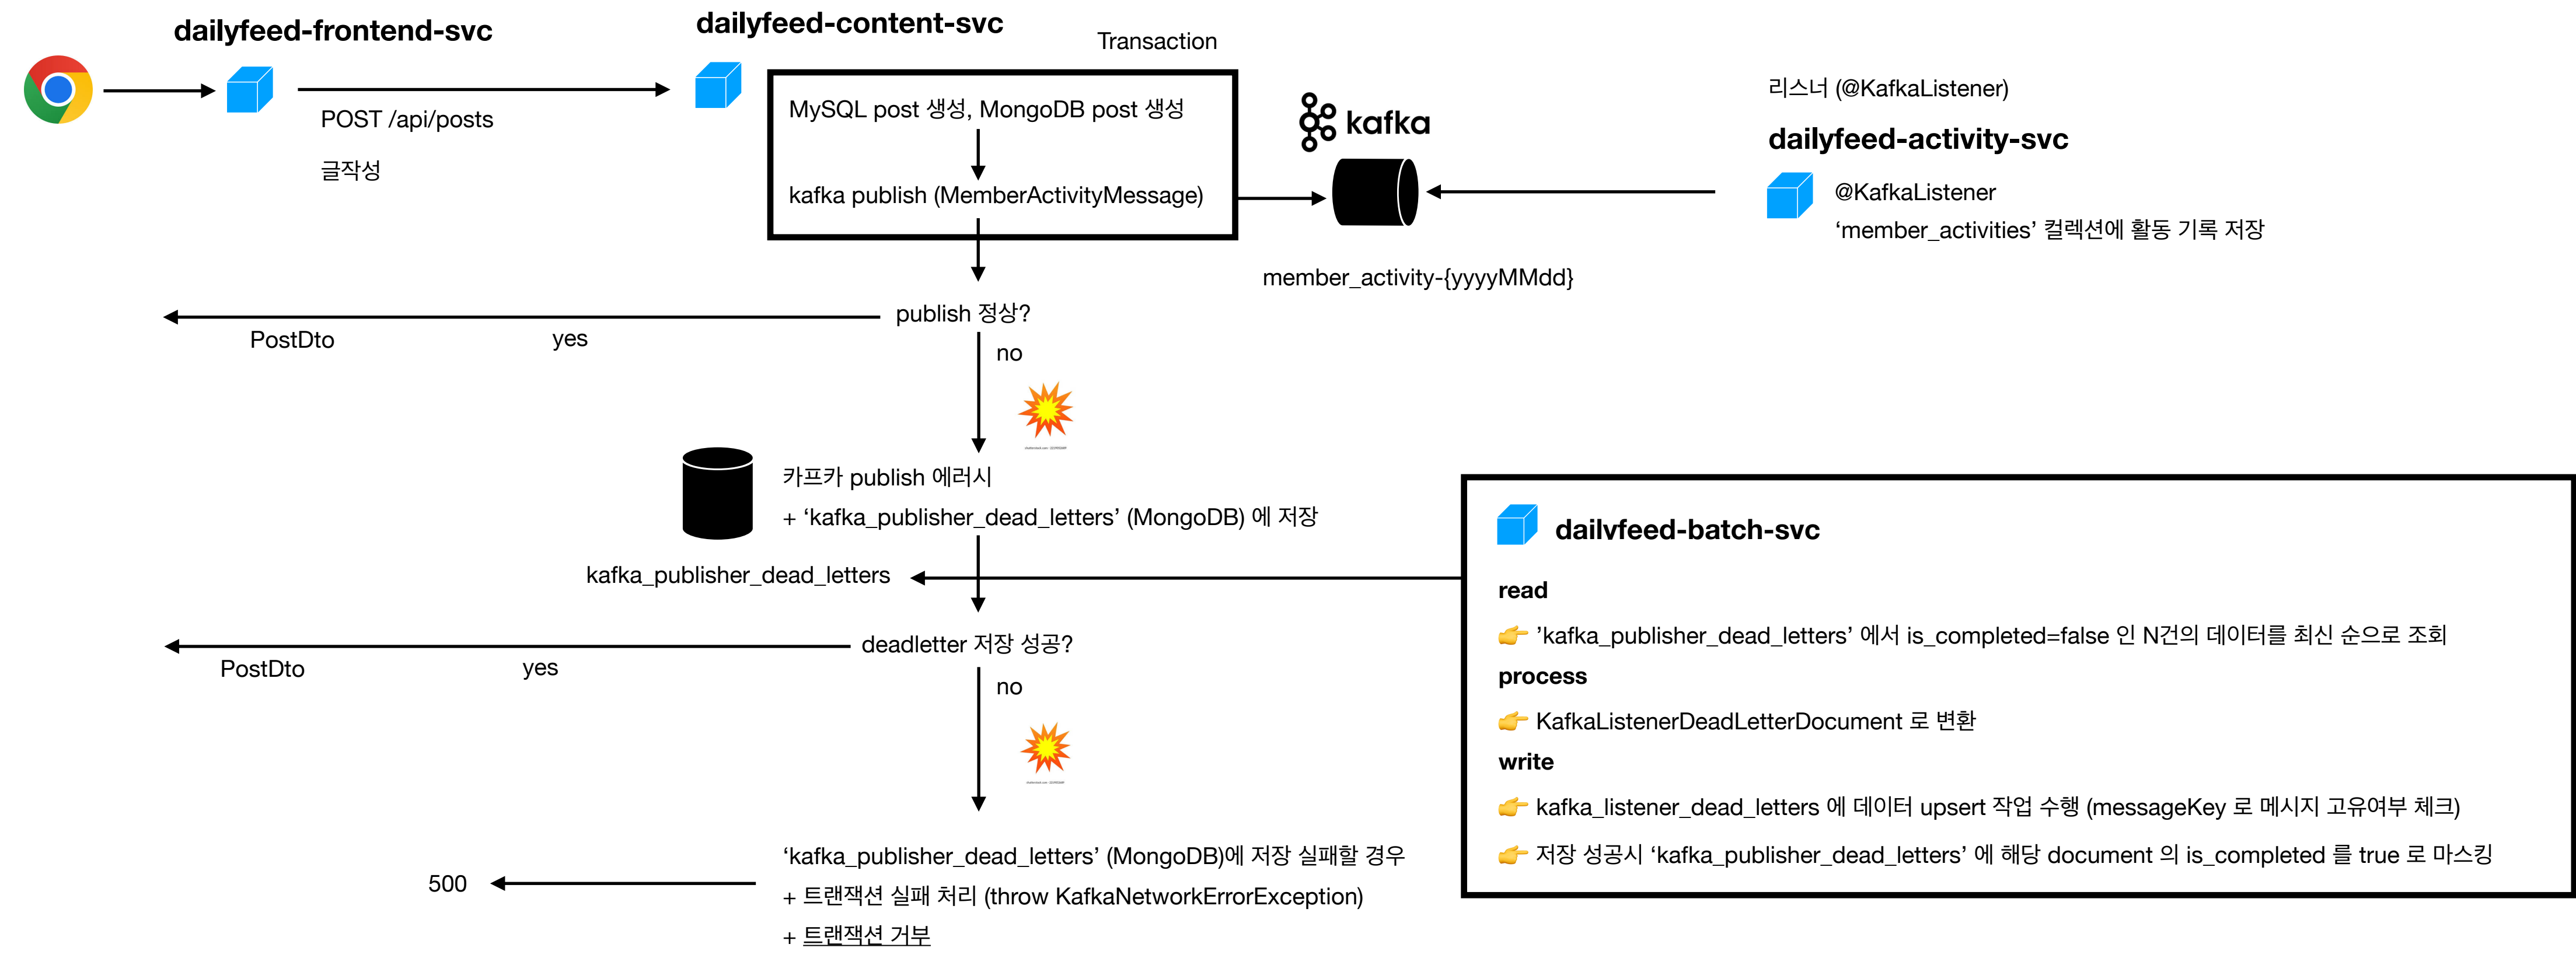 dailyfeed-frontend-svc
dailyfeed-content-svc
Transaction
POST /api/posts
글작성
MySQL post 생성, MongoDB post 생성
kafka publish (MemberActivityMessage)
kafka
member_activity-{yyyyMMdd}
리스너 (@KafkaListener)
dailyfeed-activity-svc
@KafkaListener
‘member_activities’ 컬렉션에 활동 기록 저장
publish 정상?
PostDto
yes
no
카프카 publish 에러시
+ ‘kafka_publisher_dead_letters’ (MongoDB) 에 저장
kafka_publisher_dead_letters
deadletter 저장 성공?
PostDto
yes
no
‘kafka_publisher_dead_letters’ (MongoDB)에 저장 실패할 경우
+ 트랜잭션 실패 처리 (throw KafkaNetworkErrorException)
+ 트랜잭션 거부
500
dailyfeed-batch-svc
read
👉 ’kafka_publisher_dead_letters’ 에서 is_completed=false 인 N건의 데이터를 최신 순으로 조회
process
👉 KafkaListenerDeadLetterDocument 로 변환
write
👉 kafka_listener_dead_letters 에 데이터 upsert 작업 수행 (messageKey 로 메시지 고유여부 체크)
👉 저장 성공시 ‘kafka_publisher_dead_letters’ 에 해당 document 의 is_completed 를 true 로 마스킹